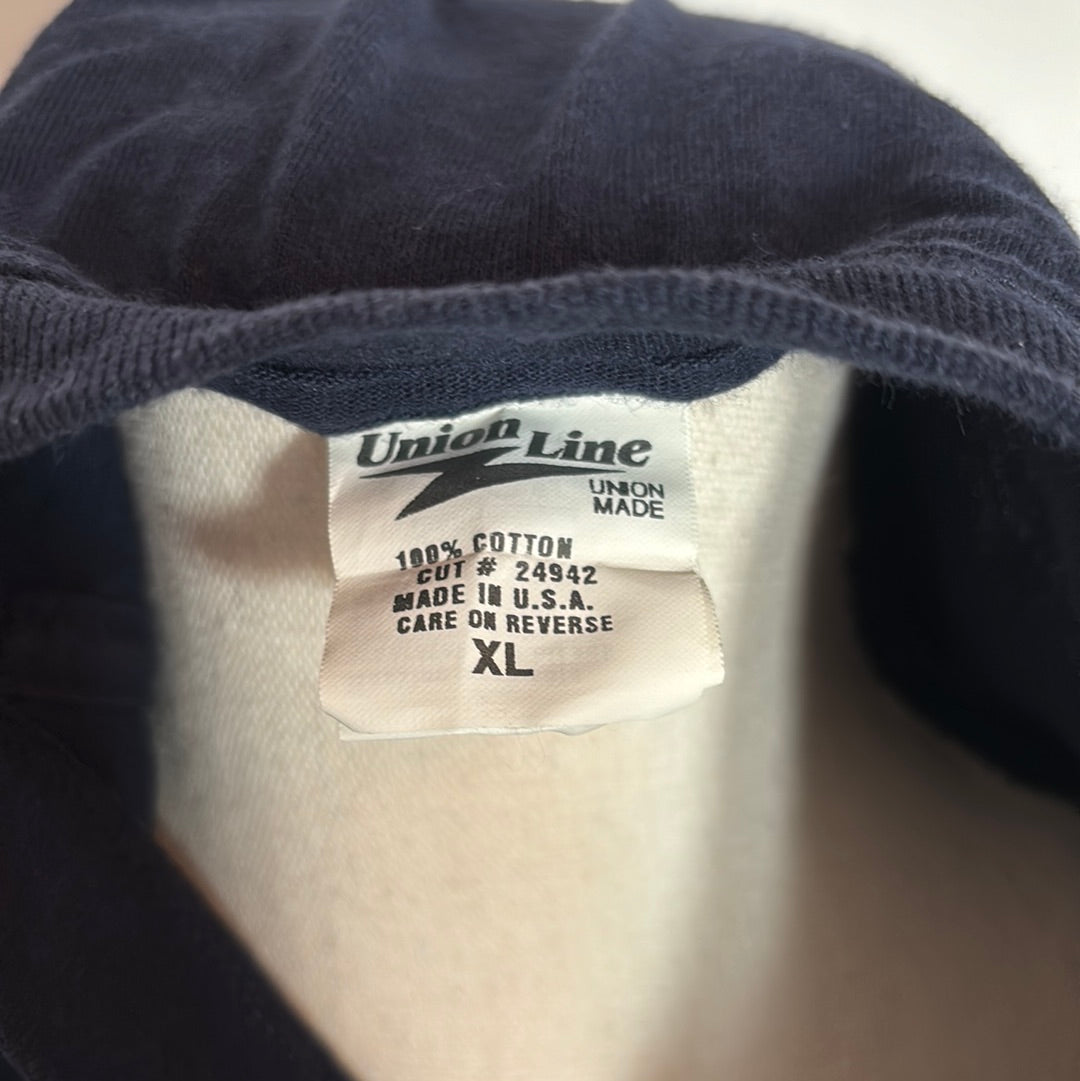 Union Line
UNION
MADE
100% COTTON
CUT # 24942
MADE IN U.S.A.
CARE ON REVERSE
XL